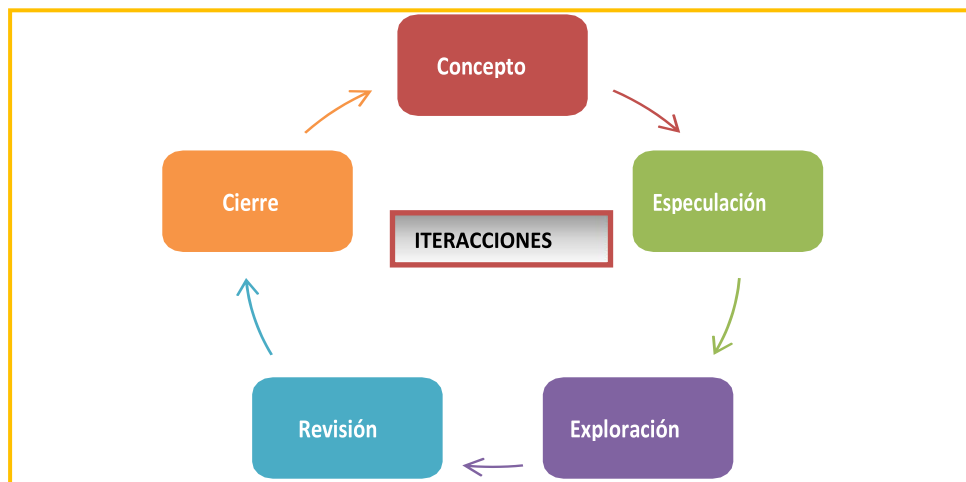 Concepto
Especulación
Exploración
Revisión
Cierre
ITERACCIONES